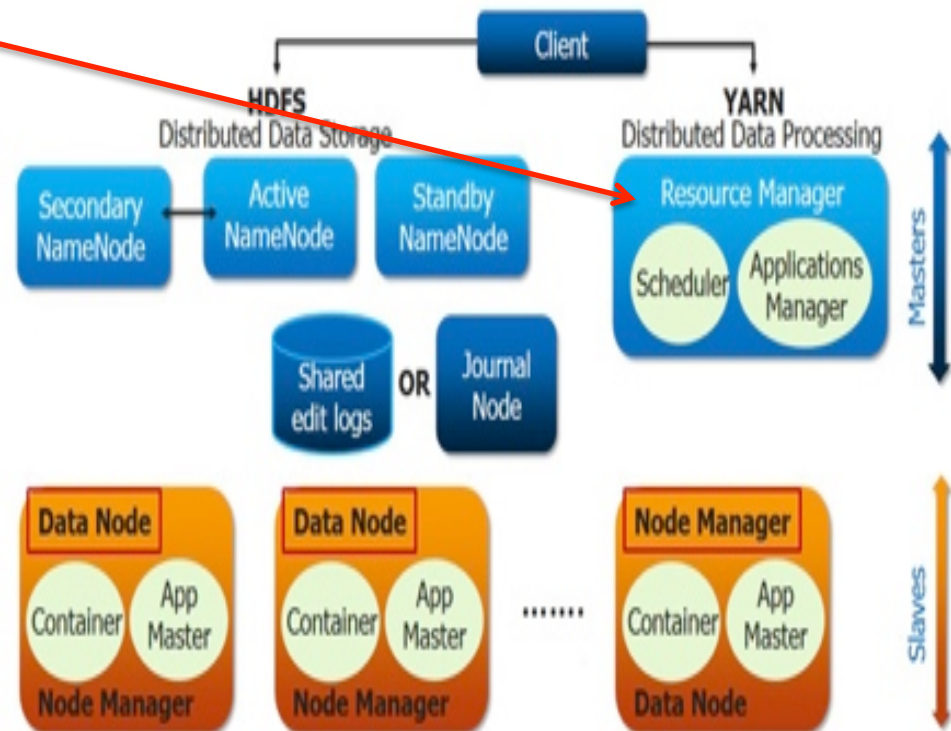 Client
HDFS
Distributed Data Storage
YARN
Distributed Data Processing
Secondary
NameNode
Active
NameNode
Standby
NameNode
Resource Manager
Scheduler
Applications
Manager
Masters
Shared
edit logs
OR
Journal
Node
Data Node
Container
App
Master
Node Manager
Data Node
Container
App
Master
Node Manager
.......
Node Manager
Container
App
Master
Data Node
Slaves